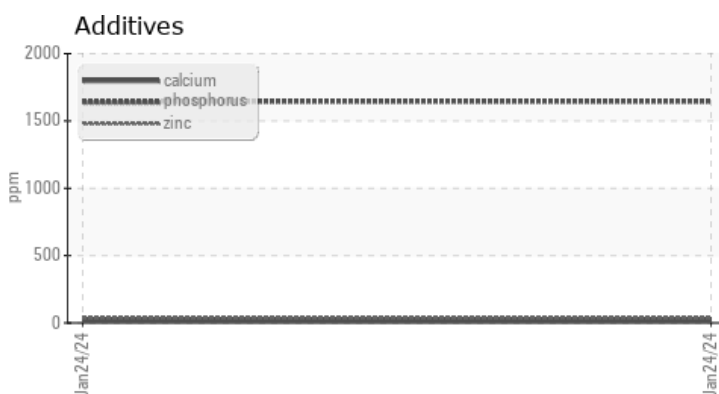 Additives
2000
calcium
phosphorus
1500
zinc
1000
ppm
500
0
Jan24/24
Jan24/24